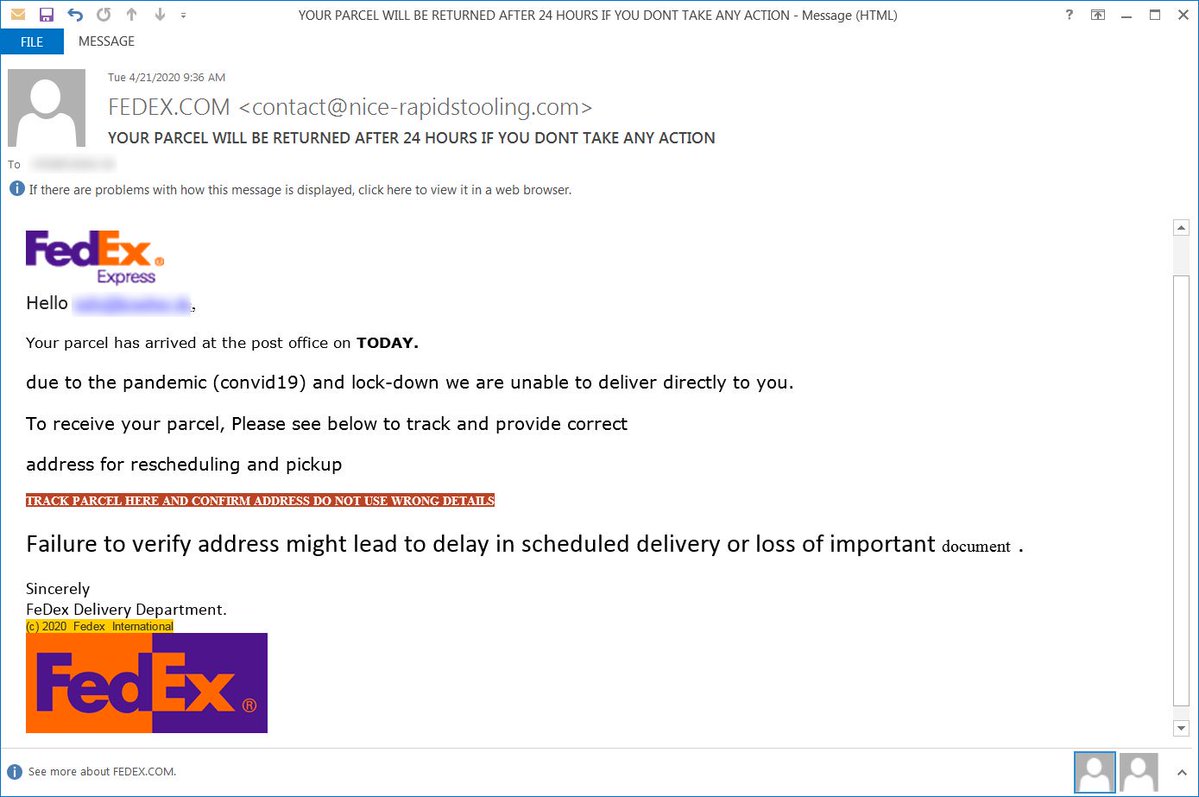 YOUR PARCEL WILL BE RETURNED AFTER 24 HOURS IF YOU DONT TAKE ANY ACTION - Message (HTML)
?
FILE MESSAGE
Tue 4/21/2020 9:36 AM
FEDEX.COM <contact@nice-rapidstooling.com>
YOUR PARCEL WILL BE RETURNED AFTER 24 HOURS IF YOU DONT TAKE ANY ACTION
To
If there are problems with how this message is displayed, click here to view it in a web browser.
FedEx®
Express
Hello ,
Your parcel has arrived at the post office on TODAY.
due to the pandemic (convid19) and lock-down we are unable to deliver directly to you.
To receive your parcel, Please see below to track and provide correct
address for rescheduling and pickup
TRACK PARCEL HERE AND CONFIRM ADDRESS DO NOT USE WRONG DETAILS
Failure to verify address might lead to delay in scheduled delivery or loss of important document .
Sincerely
FeDex Delivery Department.
(c) 2020 Fedex International
FedEx®
See more about FEDEX.COM.